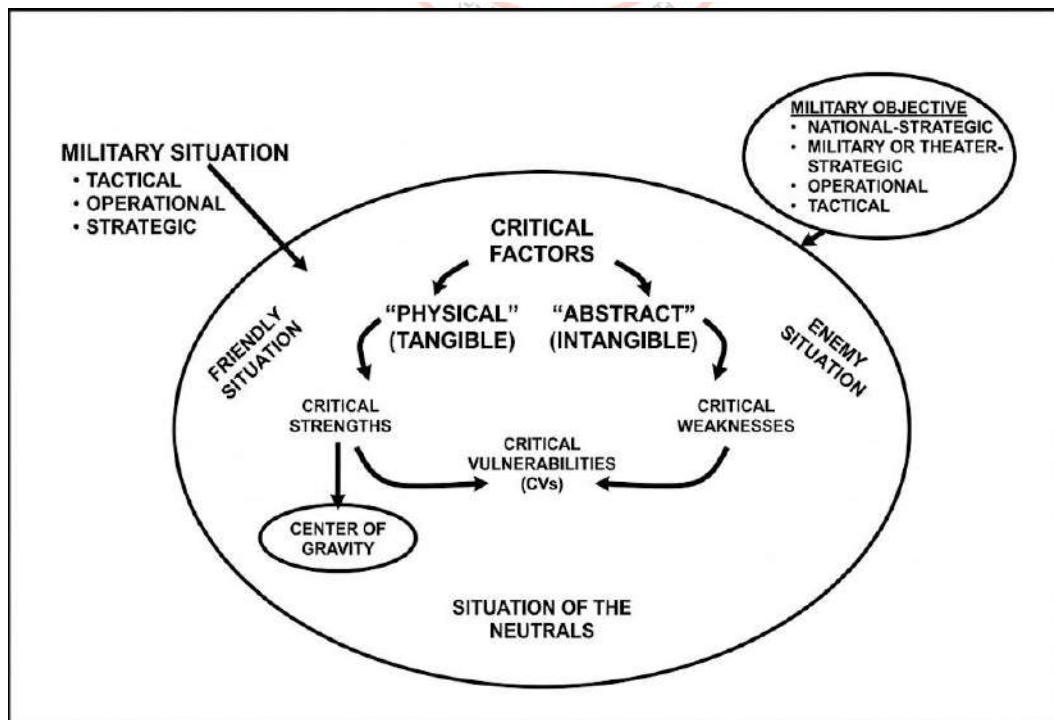 MILITARY OBJECTIVE
• NATIONAL-STRATEGIC
• MILITARY OR THEATER-
STRATEGIC
• OPERATIONAL
• TACTICAL
MILITARY SITUATION
• TACTICAL
• OPERATIONAL
• STRATEGIC
CRITICAL
FACTORS
“PHYSICAL”
(TANGIBLE)
“ABSTRACT”
(INTANGIBLE)
FRIENDLY
SITUATION
ENEMY
SITUATION
CRITICAL
STRENGTHS
CRITICAL
WEAKNESSES
CRITICAL
VULNERABILITIES
(CVs)
CENTER OF
GRAVITY
SITUATION OF THE
NEUTRALS